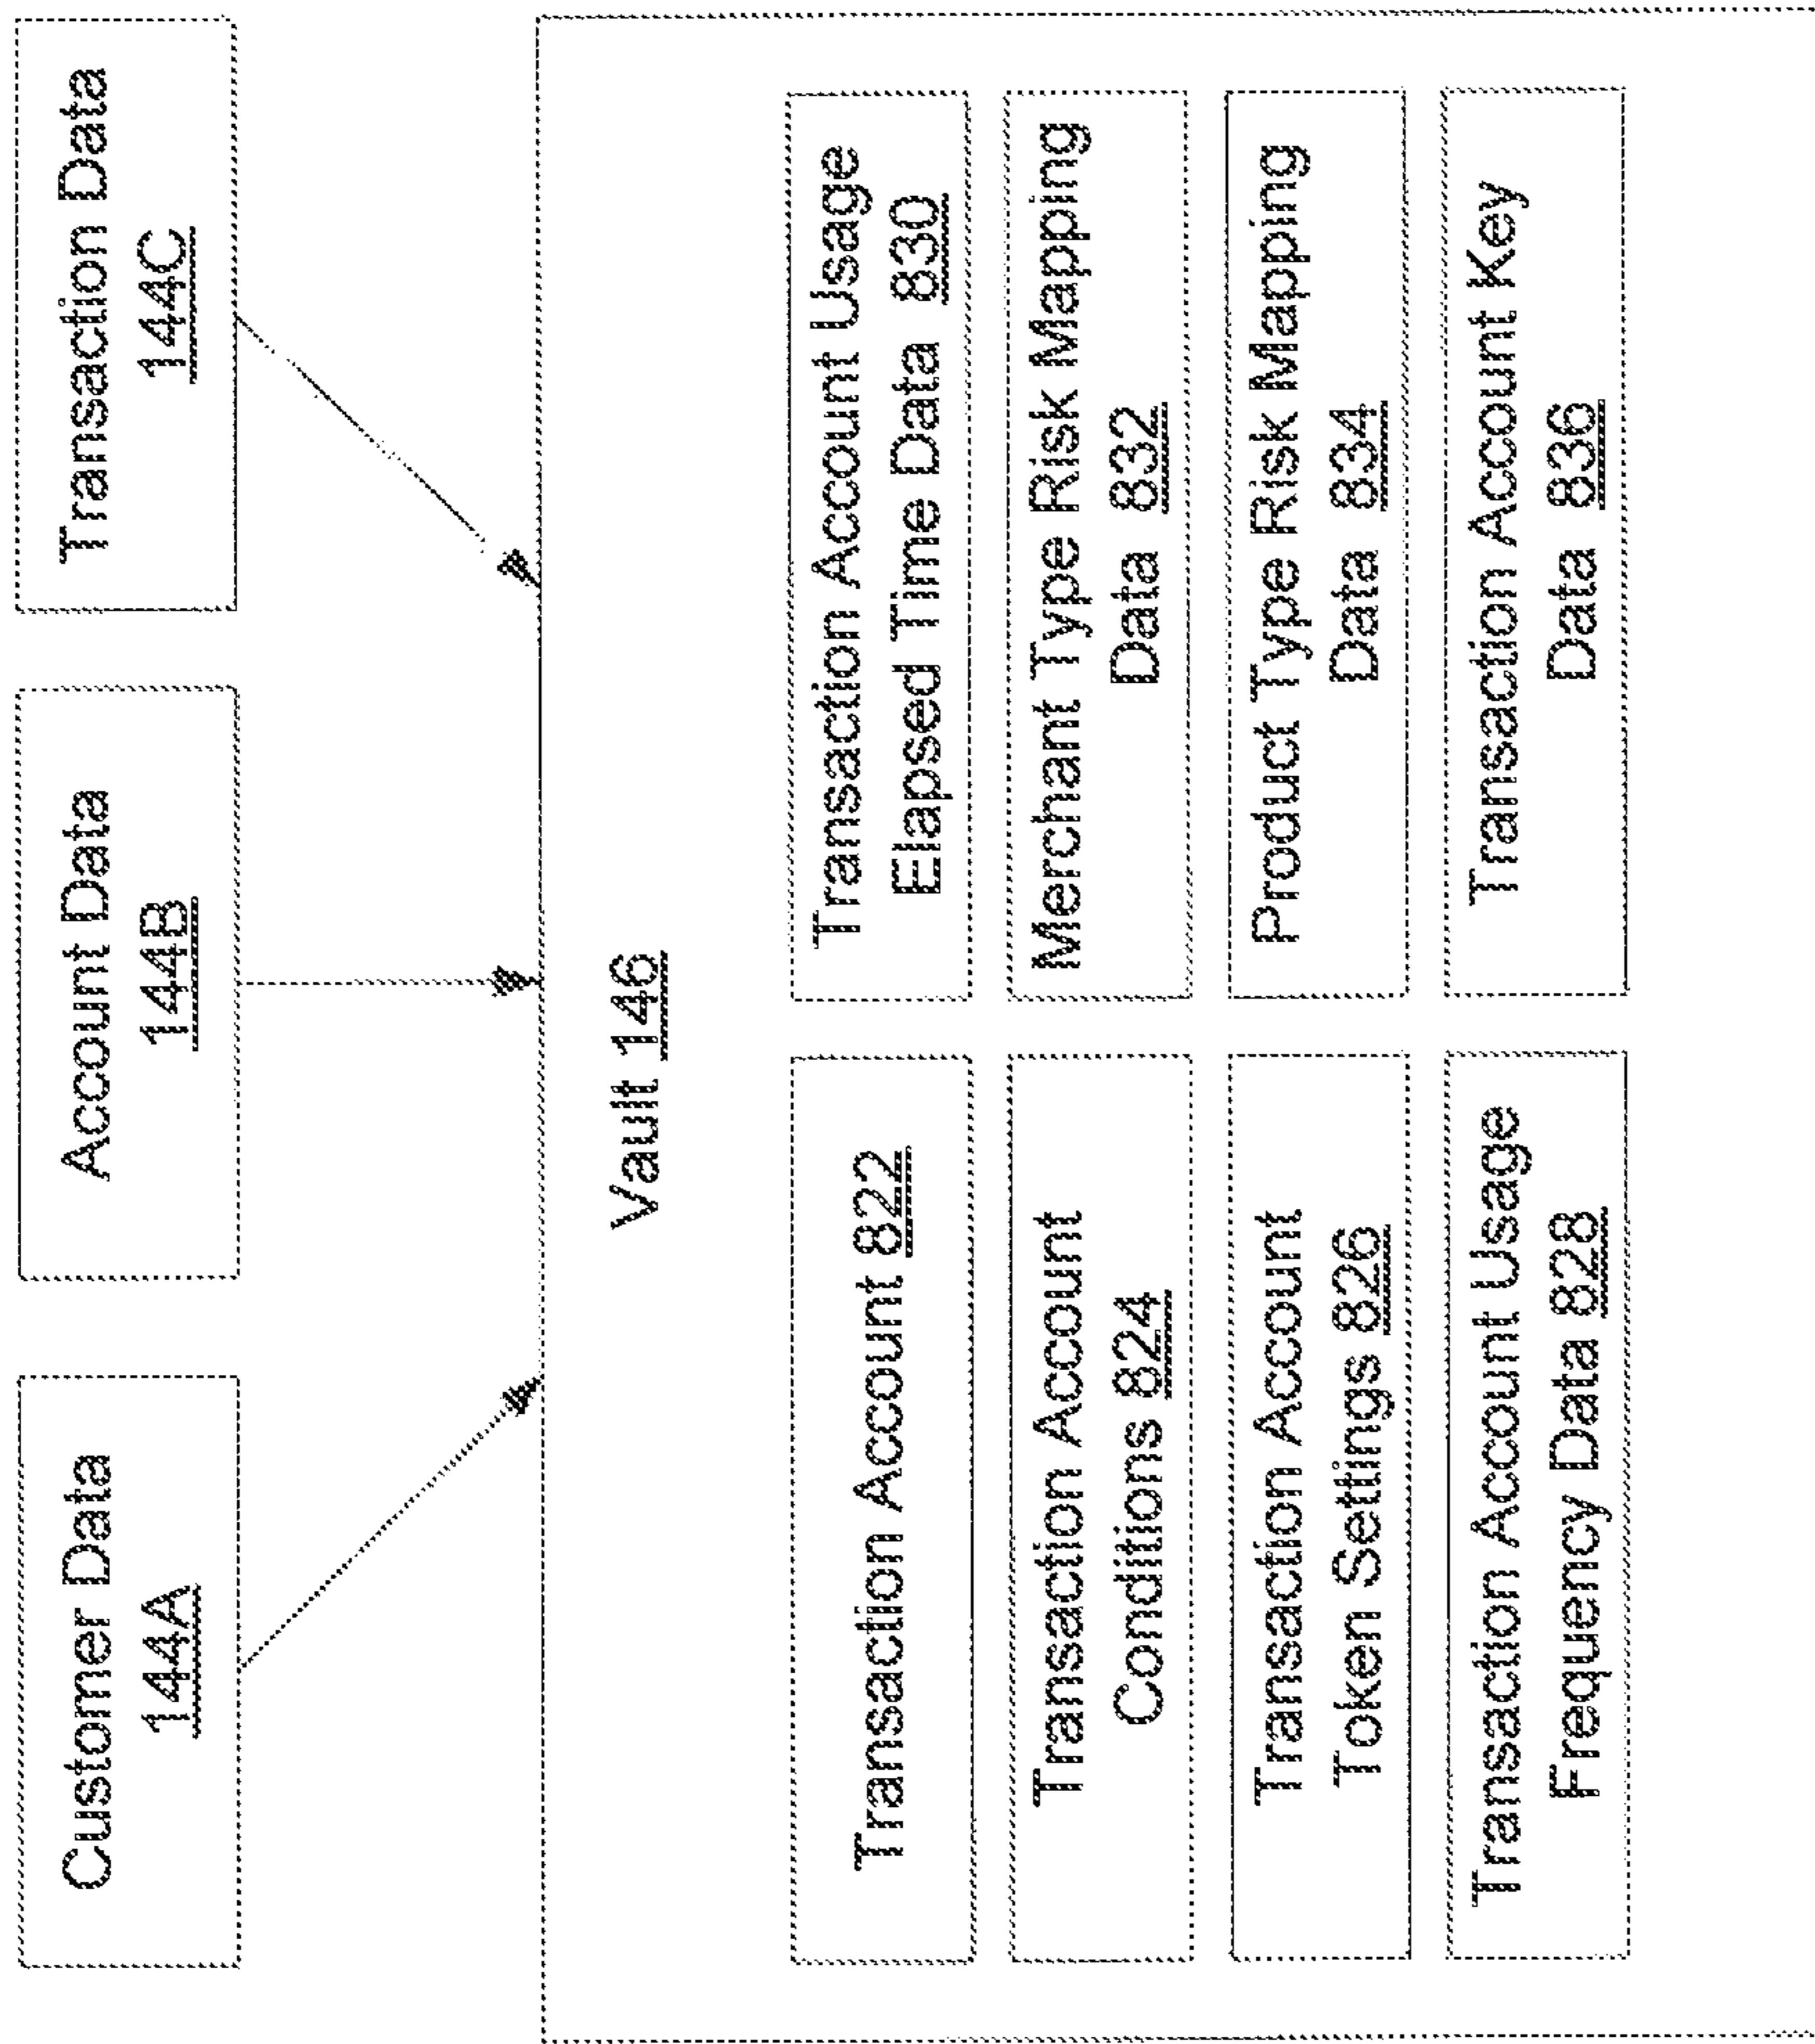 Customer Data
144A
Account Data
144B
Transaction Data
144C
Vault 146
Transaction Account 822
Transaction Account
Conditions 824
Transaction Account
Token Settings 826
Transaction Account Usage
Frequency Data 828
Transaction Account Usage
Elapsed Time Data 830
Merchant Type Risk Mapping
Data 832
Product Type Risk Mapping
Data 834
Transaction Account Key
Data 836